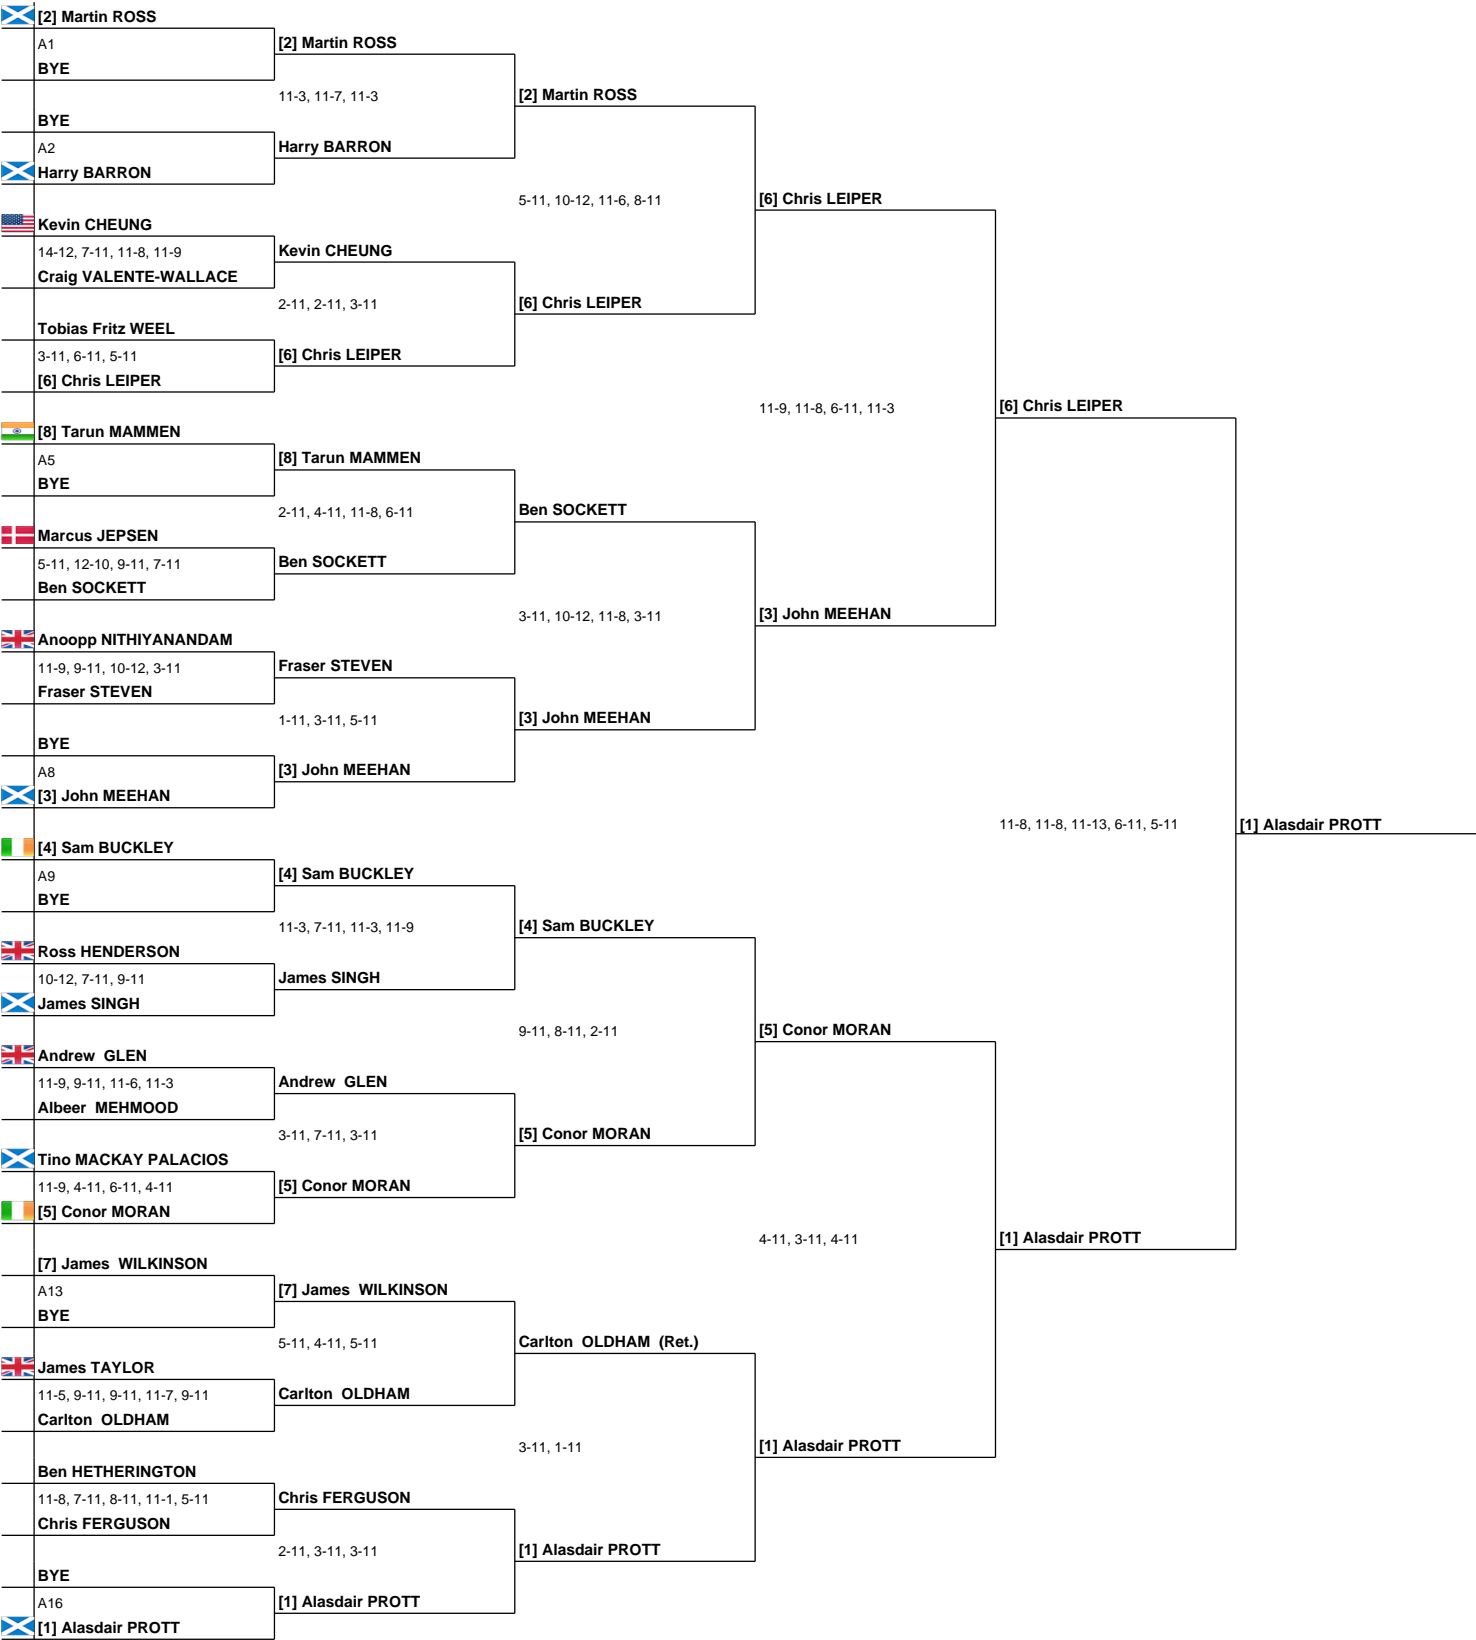 [2] Martin ROSS
A1
BYE
BYE
A2
Harry BARRON
Kevin CHEUNG
14-12, 7-11, 11-8, 11-9
Craig VALENTE-WALLACE
Tobias Fritz WEEL
3-11, 6-11, 5-11
[6] Chris LEIPER
[8] Tarun MAMMEN
A5
BYE
Marcus JEPSEN
5-11, 12-10, 9-11, 7-11
Ben SOCKETT
Anoopp NITHIYANANDAM
11-9, 9-11, 10-12, 3-11
Fraser STEVEN
BYE
A8
[3] John MEEHAN
[4] Sam BUCKLEY
A9
BYE
Ross HENDERSON
10-12, 7-11, 9-11
James SINGH
Andrew  GLEN
11-9, 9-11, 11-6, 11-3
Albeer  MEHMOOD
Tino MACKAY PALACIOS
11-9, 4-11, 6-11, 4-11
[5] Conor MORAN
[7] James  WILKINSON
A13
BYE
James TAYLOR
11-5, 9-11, 9-11, 11-7, 9-11
Carlton  OLDHAM
Ben HETHERINGTON
11-8, 7-11, 8-11, 11-1, 5-11
Chris FERGUSON
BYE
A16
[1] Alasdair PROTT
[2] Martin ROSS
11-3, 11-7, 11-3
Harry BARRON
Kevin CHEUNG
2-11, 2-11, 3-11
[6] Chris LEIPER
[8] Tarun MAMMEN
2-11, 4-11, 11-8, 6-11
Ben SOCKETT
Fraser STEVEN
1-11, 3-11, 5-11
[3] John MEEHAN
[4] Sam BUCKLEY
11-3, 7-11, 11-3, 11-9
James SINGH
Andrew  GLEN
3-11, 7-11, 3-11
[5] Conor MORAN
[7] James  WILKINSON
5-11, 4-11, 5-11
Carlton  OLDHAM
Chris FERGUSON
2-11, 3-11, 3-11
[1] Alasdair PROTT
[2] Martin ROSS
5-11, 10-12, 11-6, 8-11
[6] Chris LEIPER
Ben SOCKETT
3-11, 10-12, 11-8, 3-11
[3] John MEEHAN
[4] Sam BUCKLEY
9-11, 8-11, 2-11
[5] Conor MORAN
Carlton  OLDHAM  (Ret.)
3-11, 1-11
[1] Alasdair PROTT
[6] Chris LEIPER
11-9, 11-8, 6-11, 11-3
[3] John MEEHAN
[5] Conor MORAN
4-11, 3-11, 4-11
[1] Alasdair PROTT
[6] Chris LEIPER
11-8, 11-8, 11-13, 6-11, 5-11
[1] Alasdair PROTT
[1] Alasdair PROTT